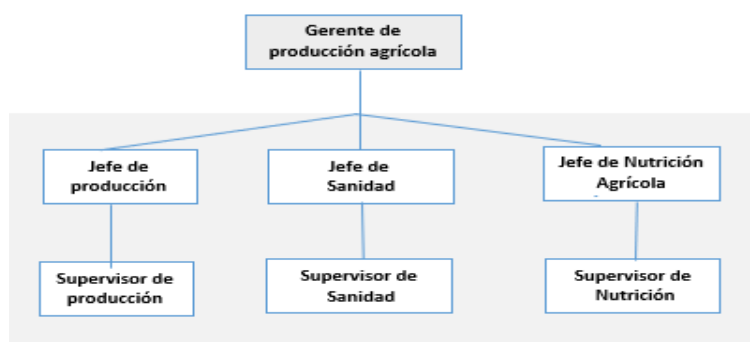 Gerente de
producción agrícola
Jefe de
producción
Jefe de
Sanidad
Jefe de Nutrición
Agrícola
Supervisor de
producción
Supervisor de
Sanidad
Supervisor de
Nutrición